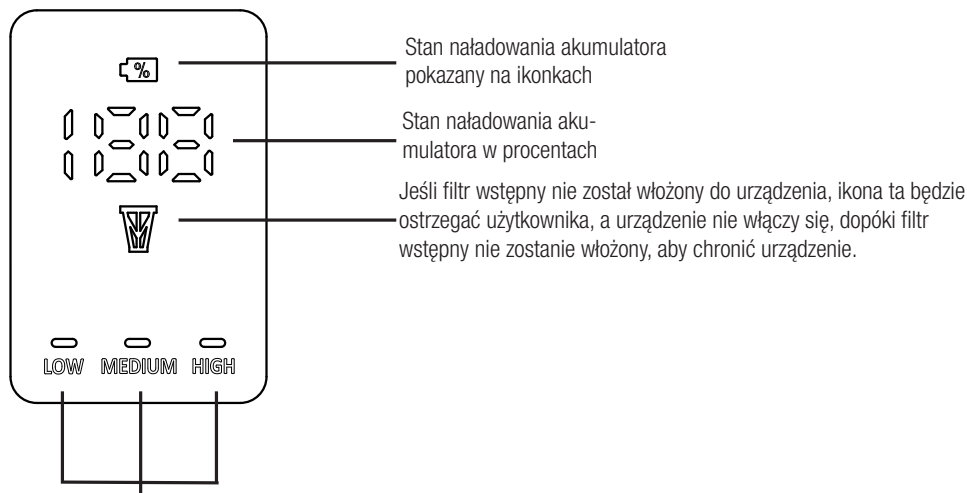 Stan naładowania akumulatora
pokazany na ikonkach
%
188
Stan naładowania aku-
mulatora w procentach
Jeśli filtr wstępny nie został włożony do urządzenia, ikona ta będzie
ostrzegać użytkownika, a urządzenie nie włączy się, dopóki filtr
wstępny nie zostanie włożony, aby chronić urządzenie.
LOW MEDIUM HIGH